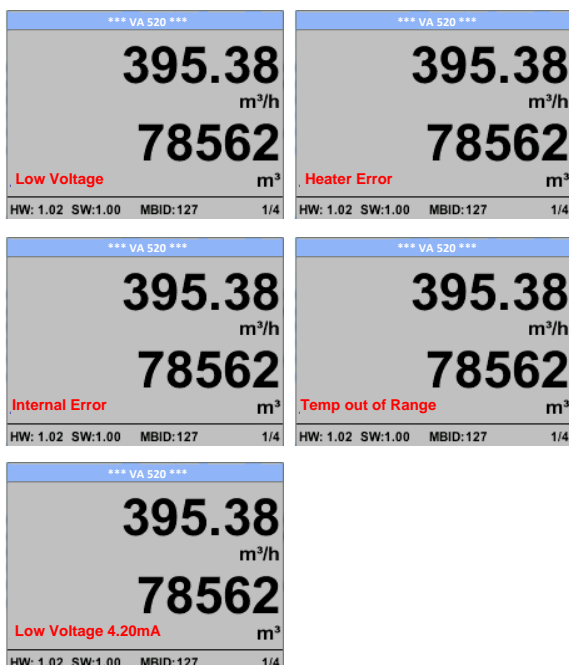 *** VA 520 ***
395.38
m³/h
78562
Low Voltage m³
HW: 1.02 SW:1.00 MBID:127 1/4
*** VA 520 ***
395.38
m³/h
78562
Heater Error m³
HW: 1.02 SW:1.00 MBID:127 1/4
*** VA 520 ***
395.38
m³/h
78562
Internal Error m³
HW: 1.02 SW:1.00 MBID:127 1/4
*** VA 520 ***
395.38
m³/h
78562
Temp out of Range m³
HW: 1.02 SW:1.00 MBID:127 1/4
*** VA 520 ***
395.38
m³/h
78562
Low Voltage 4.20mA m³
HW: 1.02 SW:1.00 MBID:127 1/4